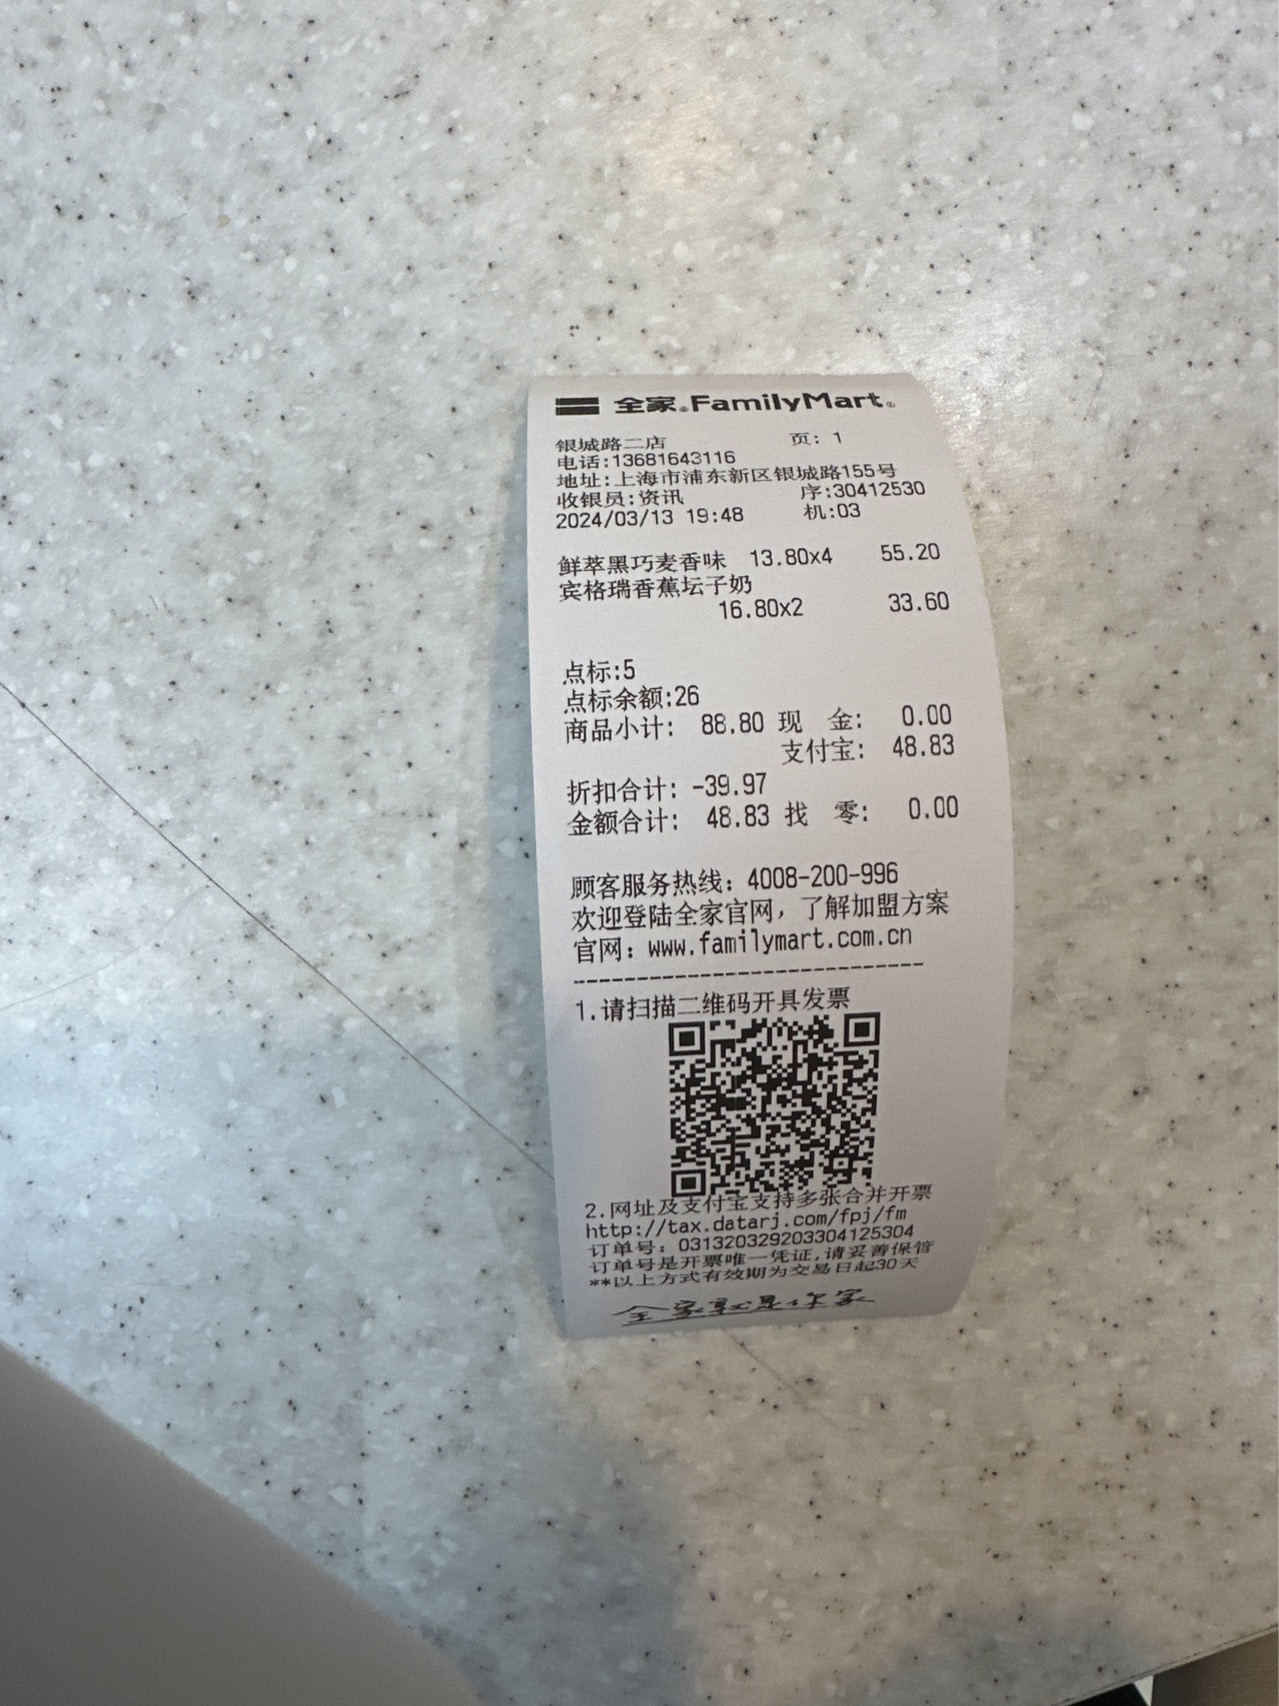 全家®FamilyMart®
银城路二店 页: 1
电话:13681643116
地址:上海市浦东新区银城路155号
收银员:资讯 序:30412530
2024/03/13 19:48 机:03
鲜萃黑巧麦香味 13.80x4 55.20
宾格瑞香蕉坛子奶
16.80x2 33.60
点标:5
点标余额:26
商品小计: 88.80 现 金: 0.00
支付宝: 48.83
折扣合计: -39.97
金额合计: 48.83 找 零: 0.00
顾客服务热线: 4008-200-996
欢迎登陆全家官网, 了解加盟方案
官网: www.familymart.com.cn
------------------------------
1.请扫描二维码开具发票
2.网址及支付宝支持多张合并开票
http://tax.datarj.com/fpj/fm
订单号: 0313203292033041​25304
订单号是开票唯一凭证,请妥善保管
**以上方式有效期为交易日起30天
全家就是你家